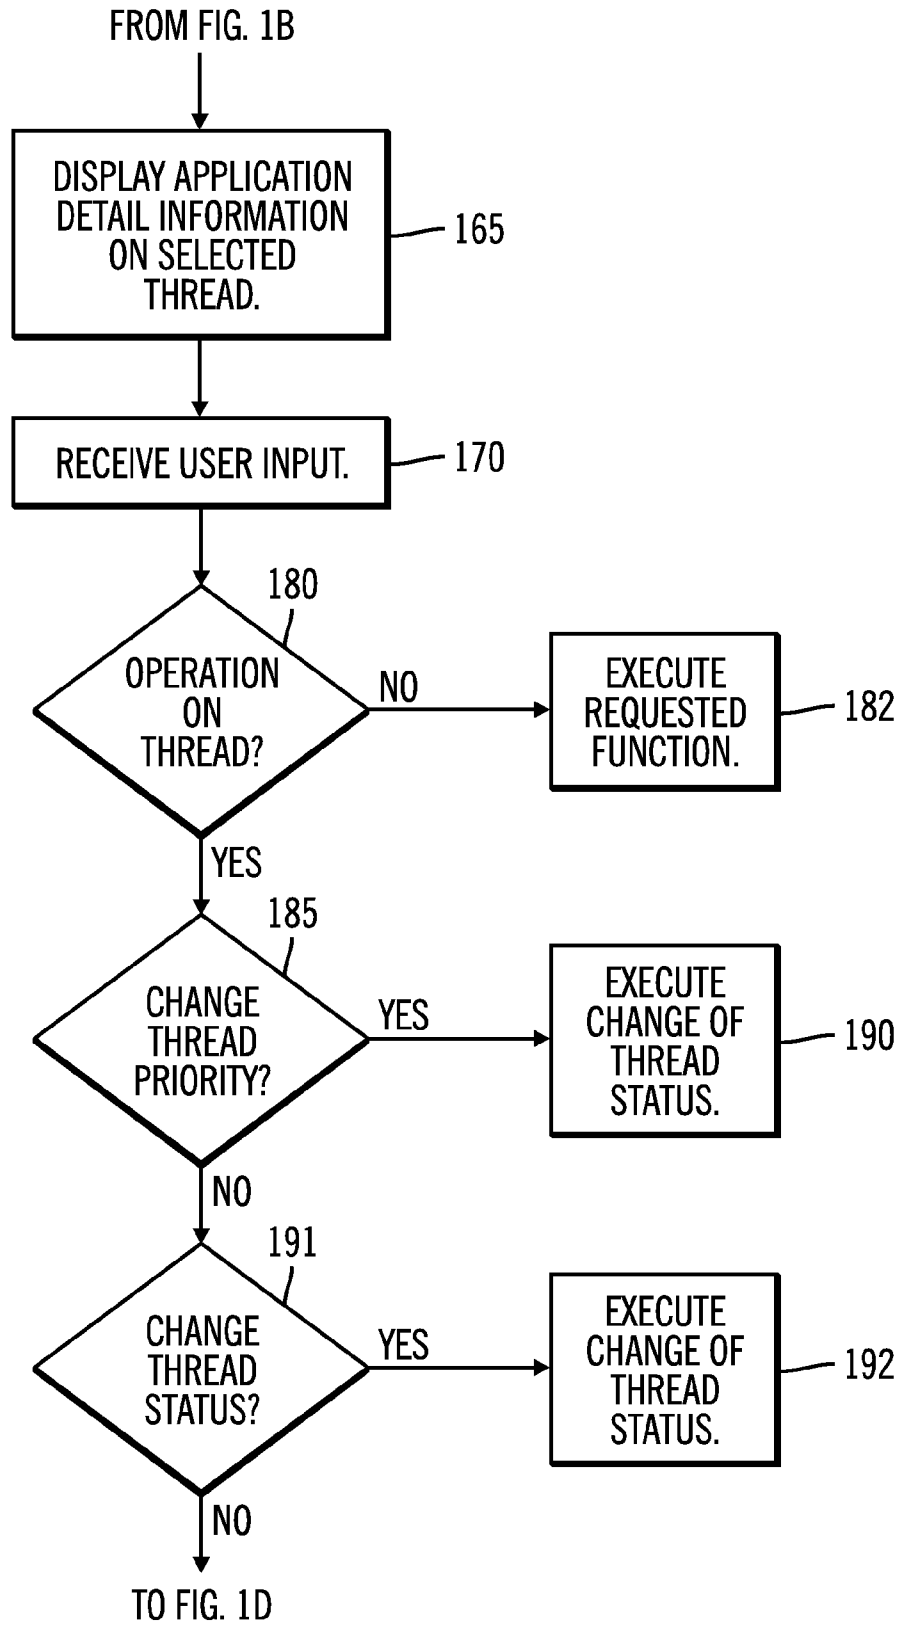 FROM FIG. 1B
DISPLAY APPLICATION
DETAIL INFORMATION
ON SELECTED
THREAD.
165
RECEIVE USER INPUT.
170
180
OPERATION
ON
THREAD?
NO
EXECUTE
REQUESTED
FUNCTION.
182
YES
185
CHANGE
THREAD
PRIORITY?
YES
EXECUTE
CHANGE OF
THREAD
STATUS.
190
NO
191
CHANGE
THREAD
STATUS?
YES
EXECUTE
CHANGE OF
THREAD
STATUS.
192
NO
TO FIG. 1D